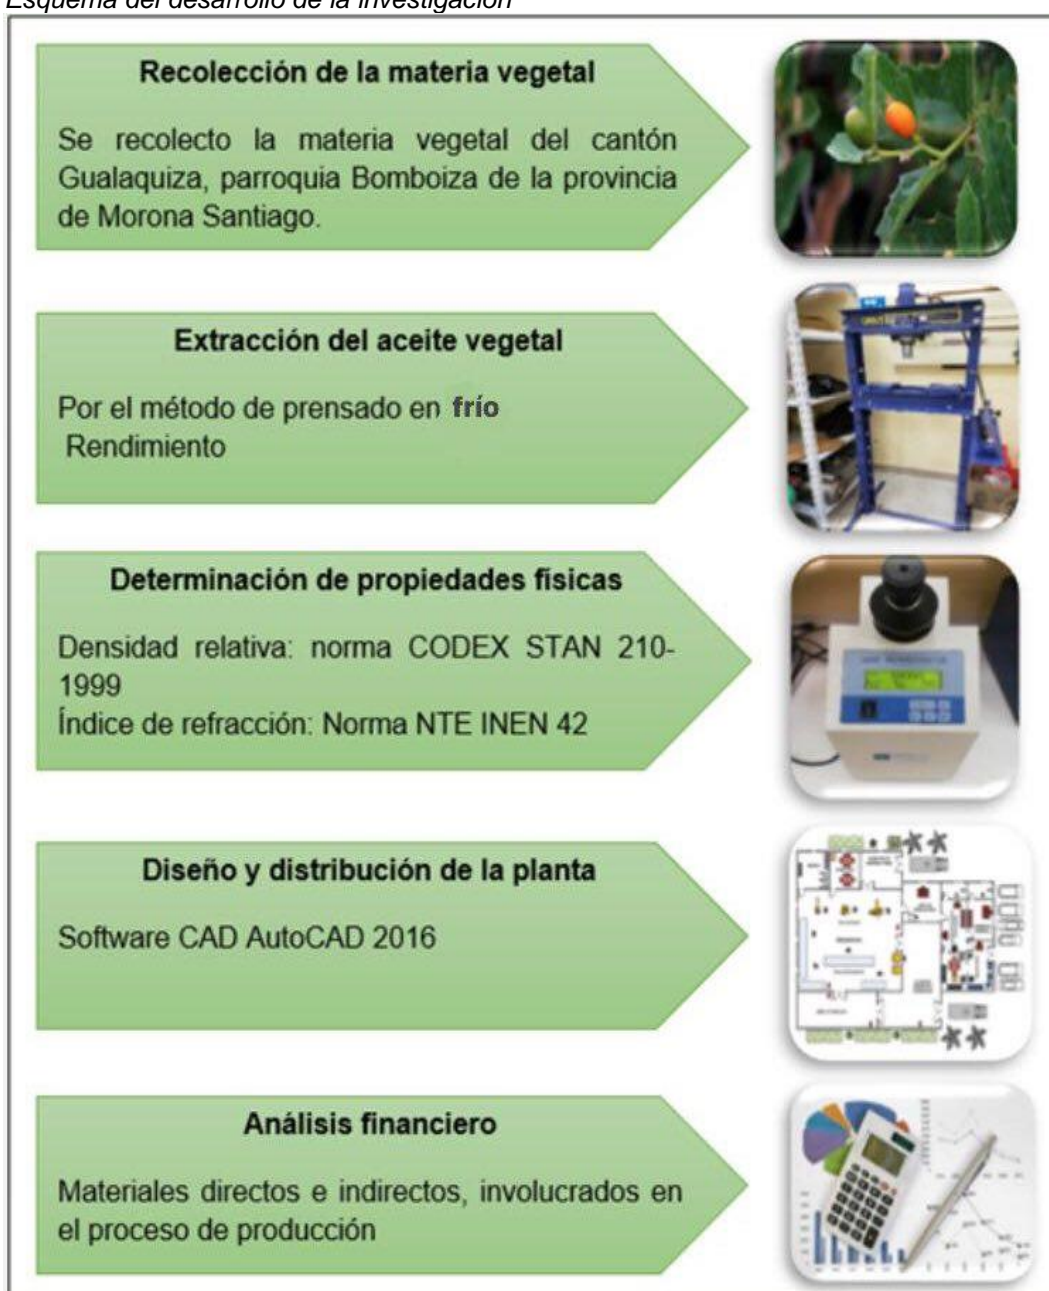 Esquema del desarrollo de la investigación
Recolección de la materia vegetal
Se recolecto la materia vegetal del cantón
Gualaquiza, parroquia Bomboiza de la provincia
de Morona Santiago.
Extracción del aceite vegetal
Por el método de prensado en frío
Rendimiento
Determinación de propiedades físicas
Densidad relativa: norma CODEX STAN 210-
1999
Índice de refracción: Norma NTE INEN 42
Diseño y distribución de la planta
Software CAD AutoCAD 2016
Análisis financiero
Materiales directos e indirectos, involucrados en
el proceso de producción